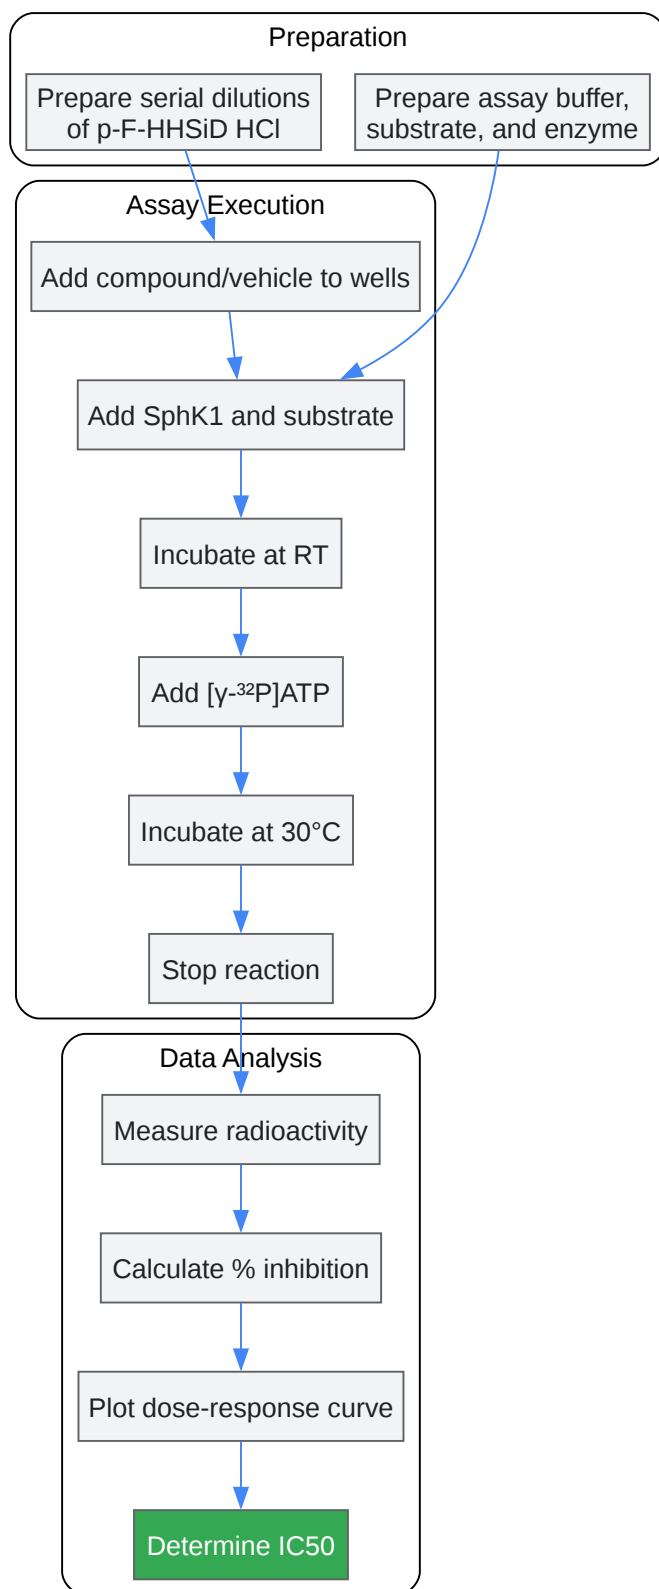 Preparation
Prepare serial dilutions
of p-F-HHSiD HCl
Prepare assay buffer,
substrate, and enzyme
Assay Execution
Add compound/vehicle to wells
Add SphK1 and substrate
Incubate at RT
Add [γ-³²P]ATP
Incubate at 30°C
Stop reaction
Data Analysis
Measure radioactivity
Calculate % inhibition
Plot dose-response curve
Determine IC50